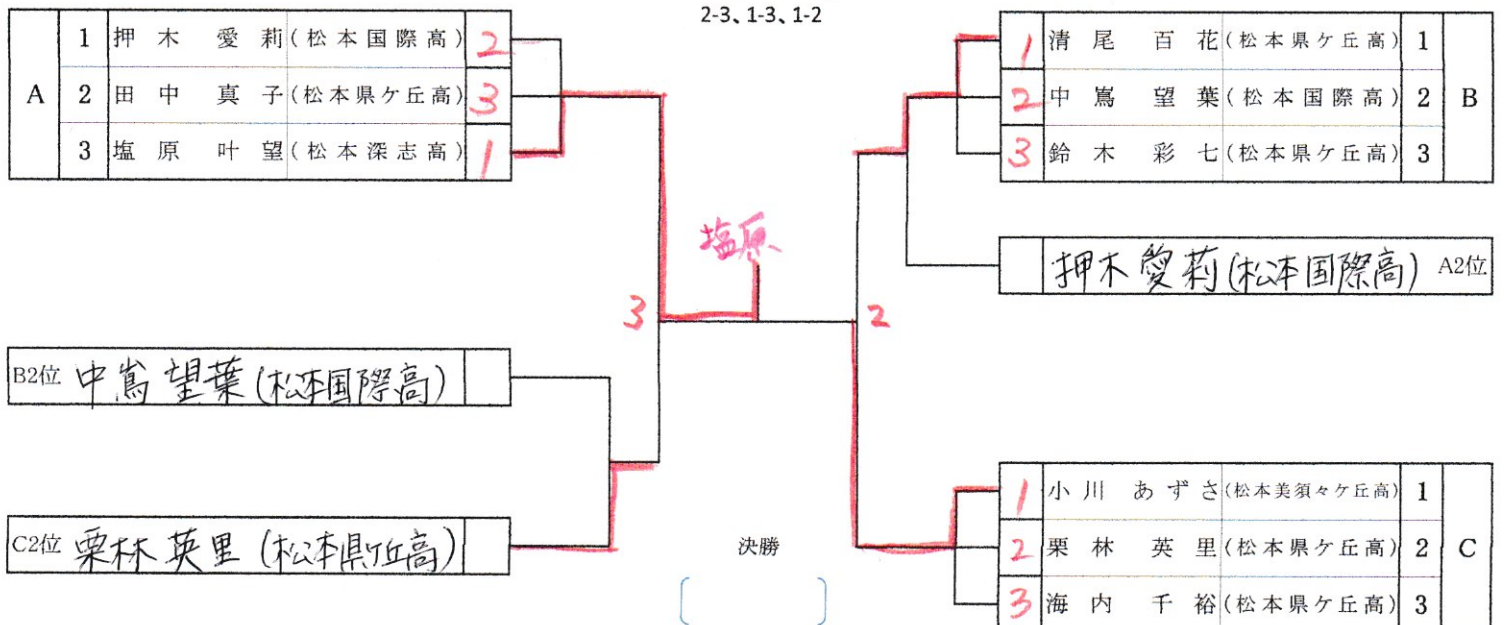 2-3、1-3、1-2
A
1 押木 愛莉(松本国際高) 2
2 田中 真子(松本県ケ丘高) 3
3 塩原 叶望(松本深志高) 1
1 清尾 百花(松本県ケ丘高) 1
2 中嶌 望葉(松本国際高) 2
3 鈴木 彩七(松本県ケ丘高) 3
B
塩原
押木愛莉(松本国際高) A2位
3
2
B2位 中嶌望葉(松本国際高)
C2位 栗林英里(松本県ケ丘高)
決勝
1 小川 あずさ(松本美須々ケ丘高) 1
2 栗林 英里(松本県ケ丘高) 2
3 海内 千裕(松本県ケ丘高) 3
C